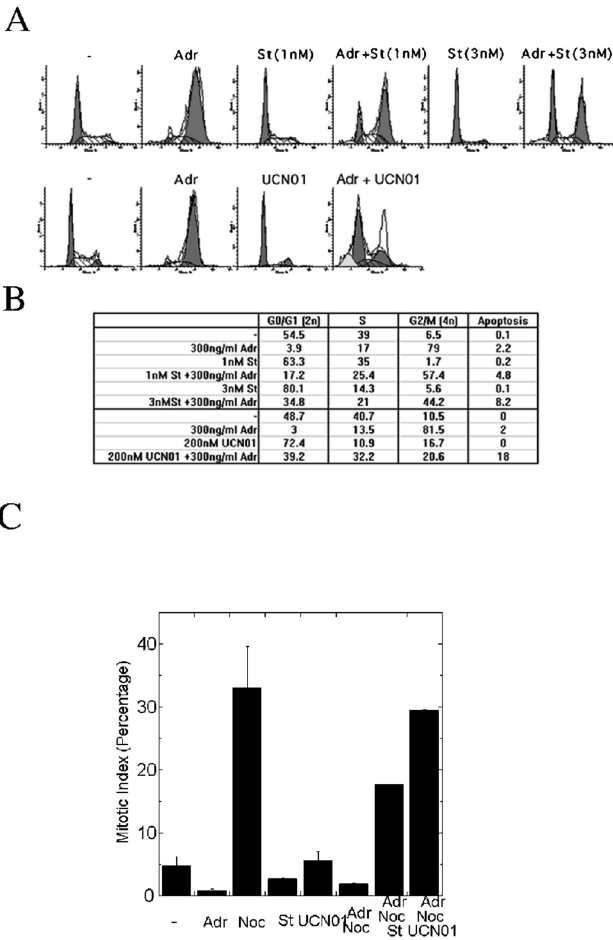 A
- Adr St(1nM) Adr+St(1nM) St(3nM) Adr+St(3nM)
- Adr UCN01 Adr + UCN01
B
G0/G1 (2n) S G2/M (4n) Apoptosis
- 54.5 39 6.5 0.1
300ng/ml Adr 3.9 17 79 2.2
1nM St 63.3 35 1.7 0.2
1nM St +300ng/ml Adr 17.2 25.4 57.4 4.8
3nM St 80.1 14.3 5.6 0.1
3nMSt +300ng/ml Adr 34.8 21 44.2 8.2
- 48.7 40.7 10.5 0
300ng/ml Adr 3 13.5 81.5 2
200nM UCN01 72.4 10.9 16.7 0
200nM UCN01 +300ng/ml Adr 39.2 32.2 20.6 18
C
Mitotic Index (Percentage)
40
30
20
10
0
- Adr Noc St UCN01 Adr Adr Adr
Noc Noc Noc
St UCN01